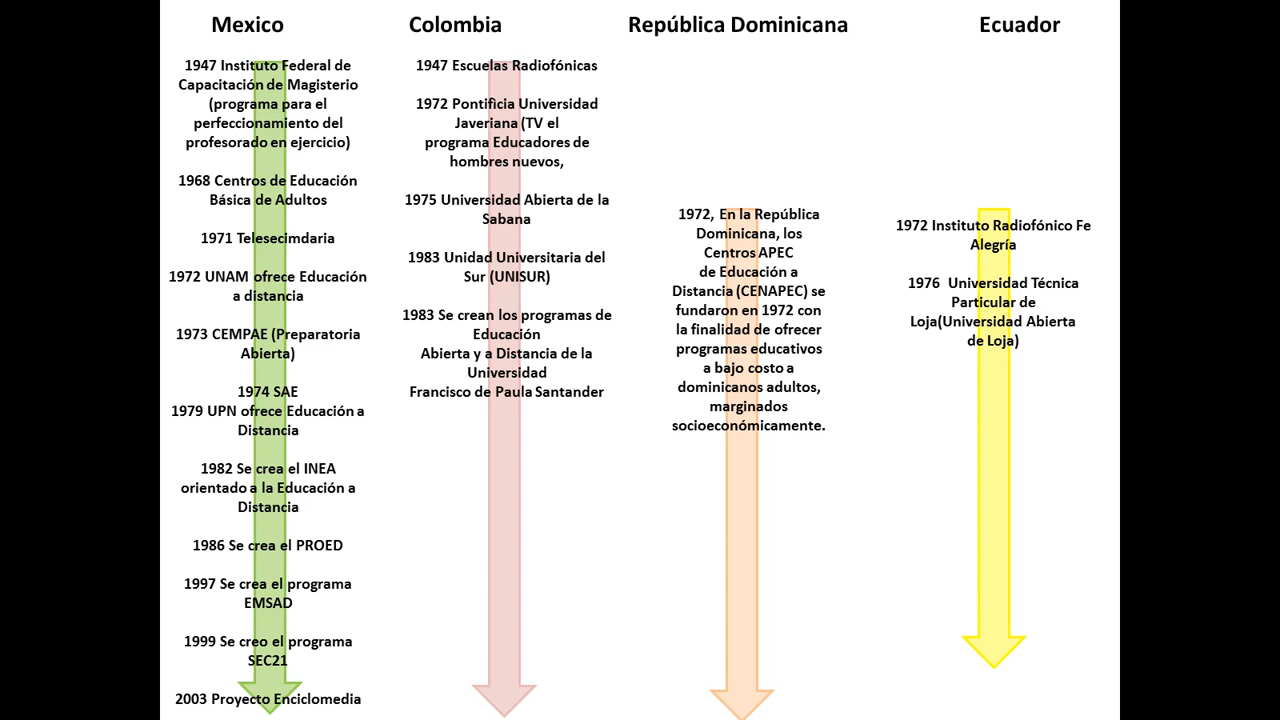 Mexico
1947 Instituto Federal de
Capacitación de Magisterio
(programa para el
perfeccionamiento del
profesorado en ejercicio)
1968 Centros de Educación
Básica de Adultos
1971 Telesecimdaria
1972 UNAM ofrece Educación
a distancia
1973 CEMPAE (Preparatoria
Abierta)
1974 SAE
1979 UPN ofrece Educación a
Distancia
1982 Se crea el INEA
orientado a la Educación a
Distancia
1986 Se crea el PROED
1997 Se crea el programa
EMSAD
1999 Se creo el programa
SEC21
2003 Proyecto Enciclomedia
Colombia
1947 Escuelas Radiofónicas
1972 Pontificia Universidad
Javeriana (TV el
programa Educadores de
hombres nuevos,
1975 Universidad Abierta de la
Sabana
1983 Unidad Universitaria del
Sur (UNISUR)
1983 Se crean los programas de
Educación
Abierta y a Distancia de la
Universidad
Francisco de Paula Santander
República Dominicana
1972, En la República
Dominicana, los
Centros APEC
de Educación a
Distancia (CENAPEC) se
fundaron en 1972 con
la finalidad de ofrecer
programas educativos
a bajo costo a
dominicanos adultos,
marginados
socioeconómicamente.
Ecuador
1972 Instituto Radiofónico Fe
Alegría
1976 Universidad Técnica
Particular de
Loja(Universidad Abierta
de Loja)